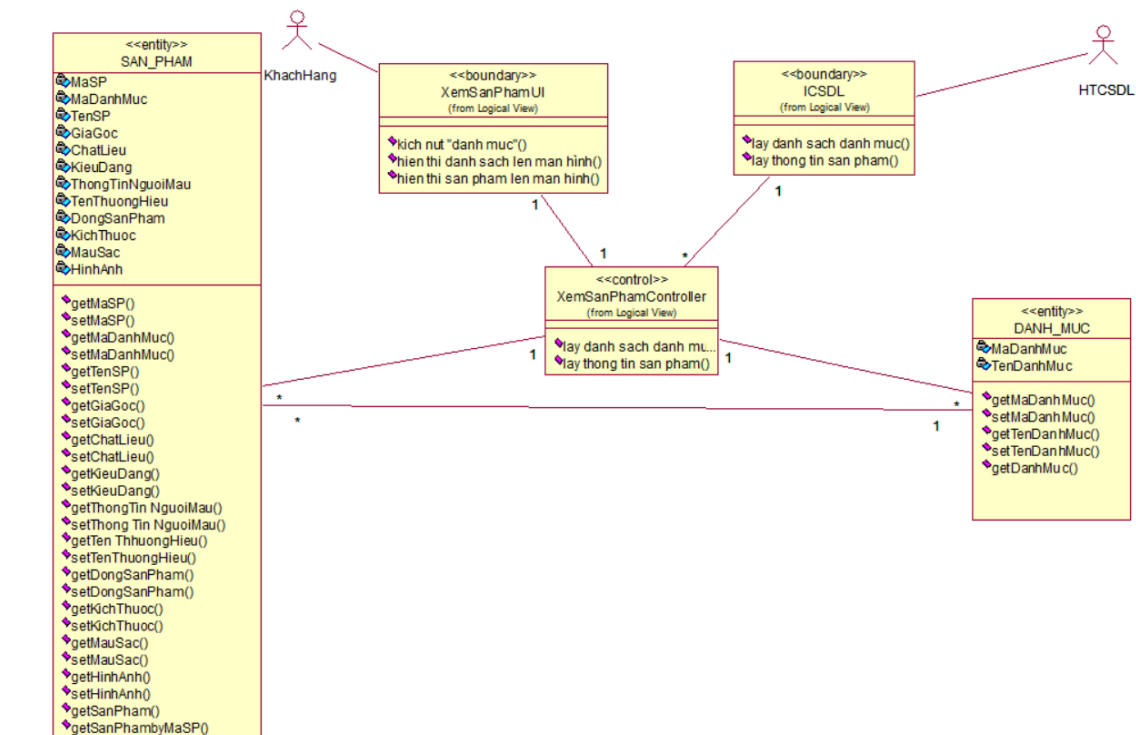 <<entity>>
SAN_PHAM
MaSP
MaDanhMuc
TenSP
GiaGoc
ChatLieu
KieuDang
ThongTinNguoiMau
TenThuongHieu
DongSanPham
KichThuoc
MauSac
HinhAnh
getMaSP()
setMaSP()
getMaDanhMuc()
setMaDanhMuc()
getTenSP()
setTenSP()
getGiaGoc()
setGiaGoc()
getChatLieu()
setChatLieu()
getKieuDang()
setKieuDang()
getThongTin NguoiMau()
setThong Tin NguoiMau()
getTen ThhuongHieu()
setTenThuongHieu()
getDongSanPham()
setDongSanPham()
getKichThuoc()
setKichThuoc()
getMauSac()
setMauSac()
getHinhAnh()
setHinhAnh()
getSanPham()
getSanPhambyMaSP()
KhachHang
<<boundary>>
XemSanPhamUI
(from Logical View)
kich nut "danh muc"()
hien thi danh sach len man hình()
hien thi san pham len man hinh()
<<boundary>>
ICSDL
(from Logical View)
lay danh sach danh muc()
lay thong tin san pham()
HTCSDL
1
1
1
*
<<control>>
XemSanPhamController
(from Logical View)
lay danh sach danh mu...
lay thong tin san pham()
1
1
*
*
*
1
<<entity>>
DANH_MUC
MaDanhMuc
TenDanhMuc
getMaDanhMuc()
setMaDanhMuc()
getTenDanhMuc()
setTenDanhMuc()
getDanhMuc()